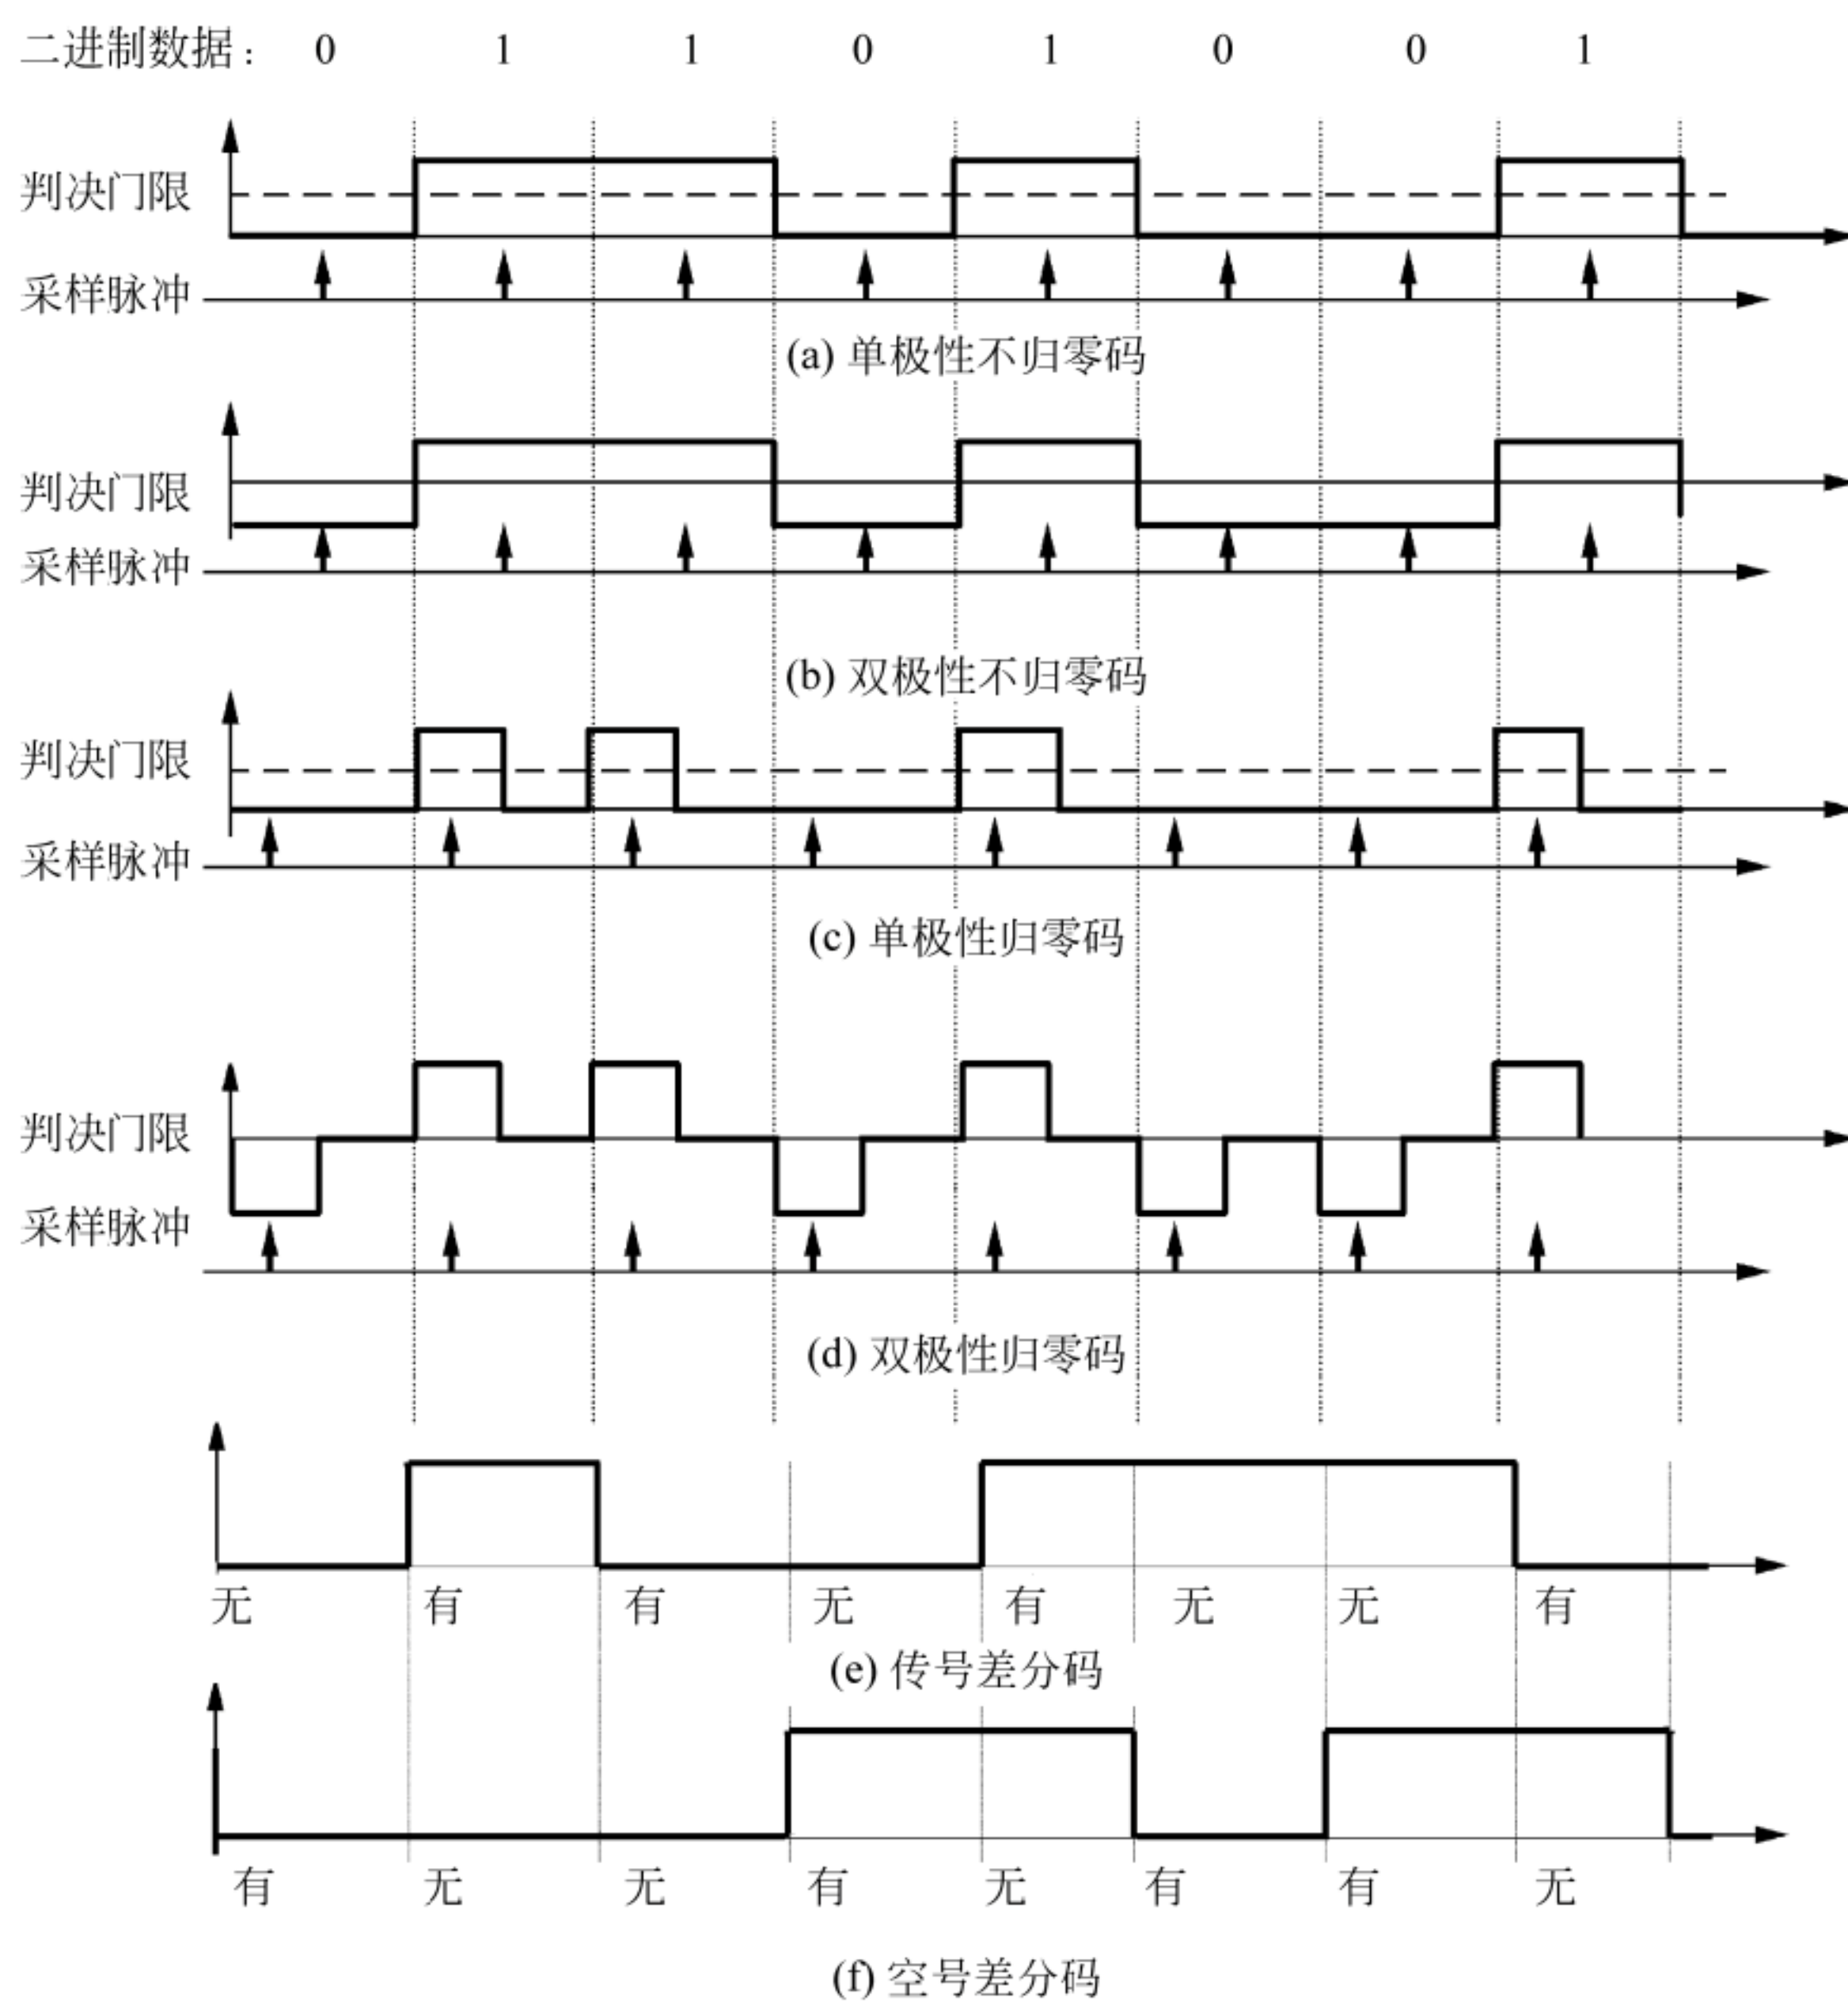 二进制数据： 0 1 1 0 1 0 0 1
判决门限
采样脉冲
(a) 单极性不归零码
判决门限
采样脉冲
(b) 双极性不归零码
判决门限
采样脉冲
(c) 单极性归零码
判决门限
采样脉冲
(d) 双极性归零码
无 有 有 无 有 无 无 有
(e) 传号差分码
有 无 无 有 无 有 有 无
(f) 空号差分码